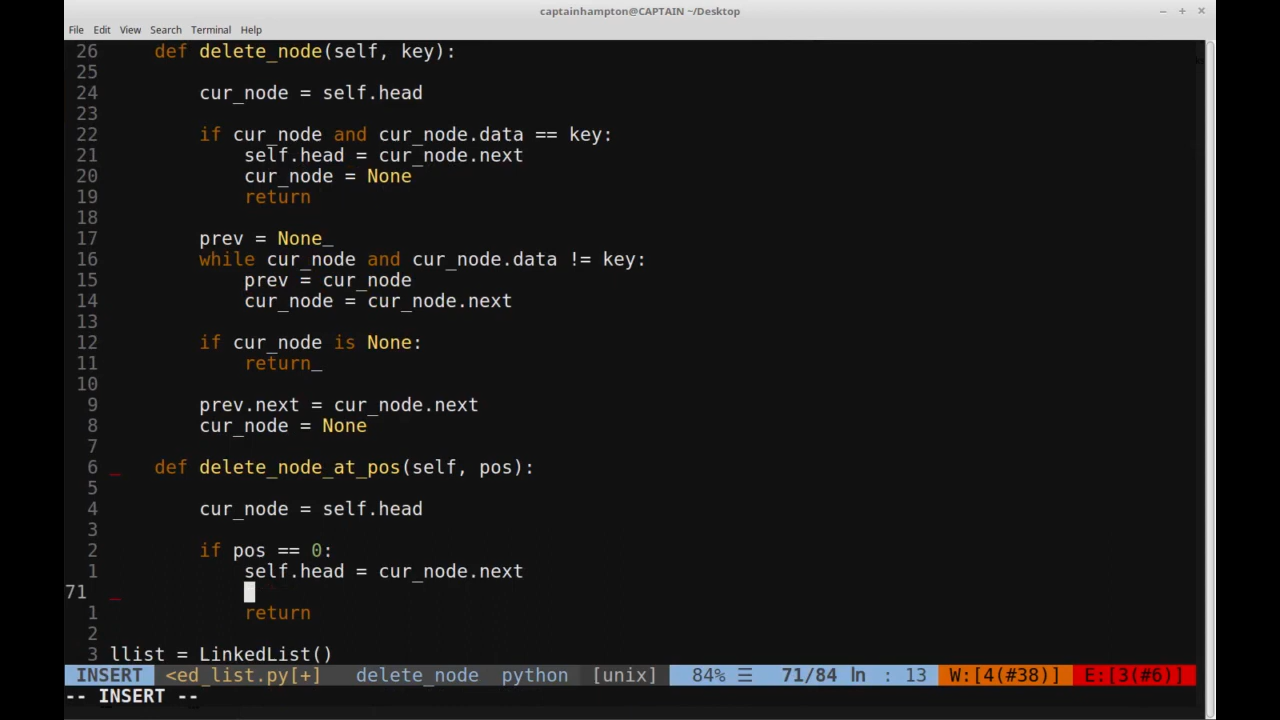 captainhampton@CAPTAIN ~/Desktop
File Edit View Search Terminal Help
26 def delete_node(self, key):
25
24 cur_node = self.head
23
22 if cur_node and cur_node.data == key:
21 self.head = cur_node.next
20 cur_node = None
19 return
18
17 prev = None_
16 while cur_node and cur_node.data != key:
15 prev = cur_node
14 cur_node = cur_node.next
13
12 if cur_node is None:
11 return_
10
9 prev.next = cur_node.next
8 cur_node = None
7
6 _ def delete_node_at_pos(self, pos):
5
4 cur_node = self.head
3
2 if pos == 0:
1 self.head = cur_node.next
71 _
1 return
2
3 llist = LinkedList()
INSERT <ed_list.py[+] delete_node python [unix] 84% ☰ 71/84 ln : 13 W:[4(#38)] E:[3(#6)]
-- INSERT --